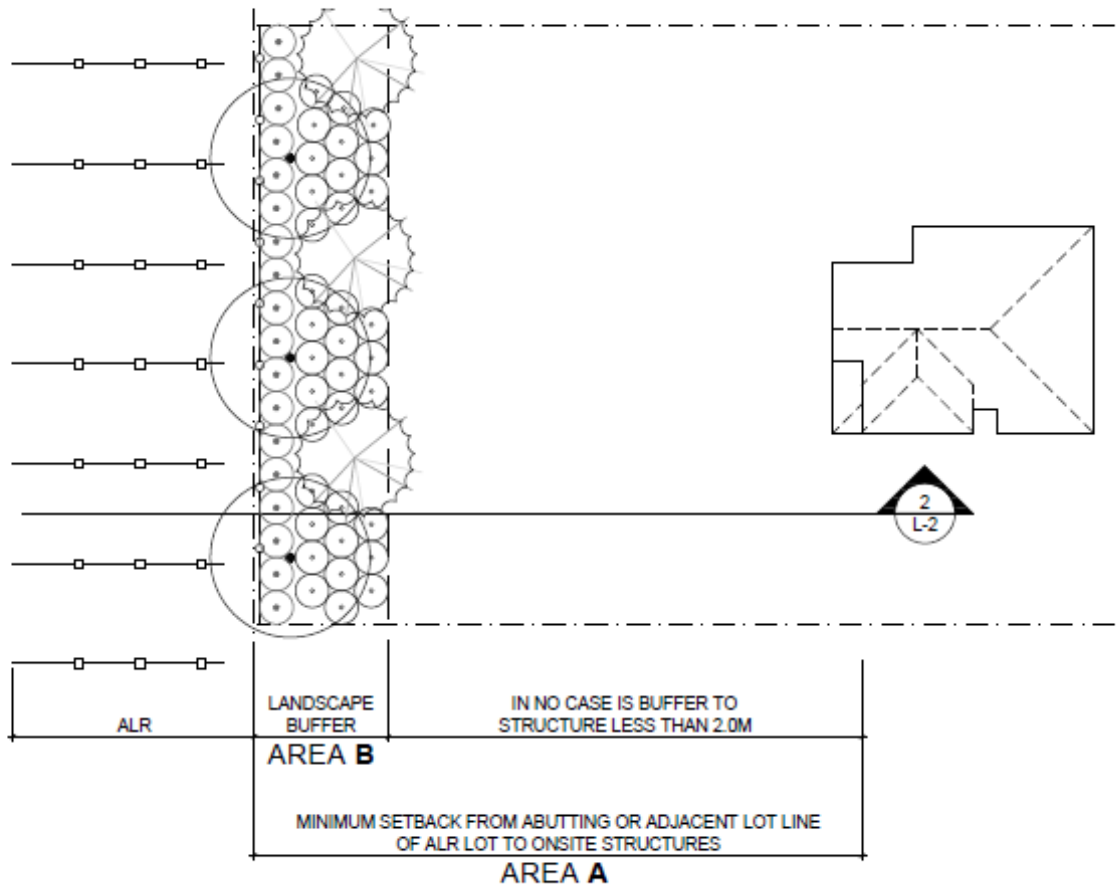 2
L-2
ALR
LANDSCAPE
BUFFER
AREA B
IN NO CASE IS BUFFER TO
STRUCTURE LESS THAN 2.0M
MINIMUM SETBACK FROM ABUTTING OR ADJACENT LOT LINE
OF ALR LOT TO ONSITE STRUCTURES
AREA A